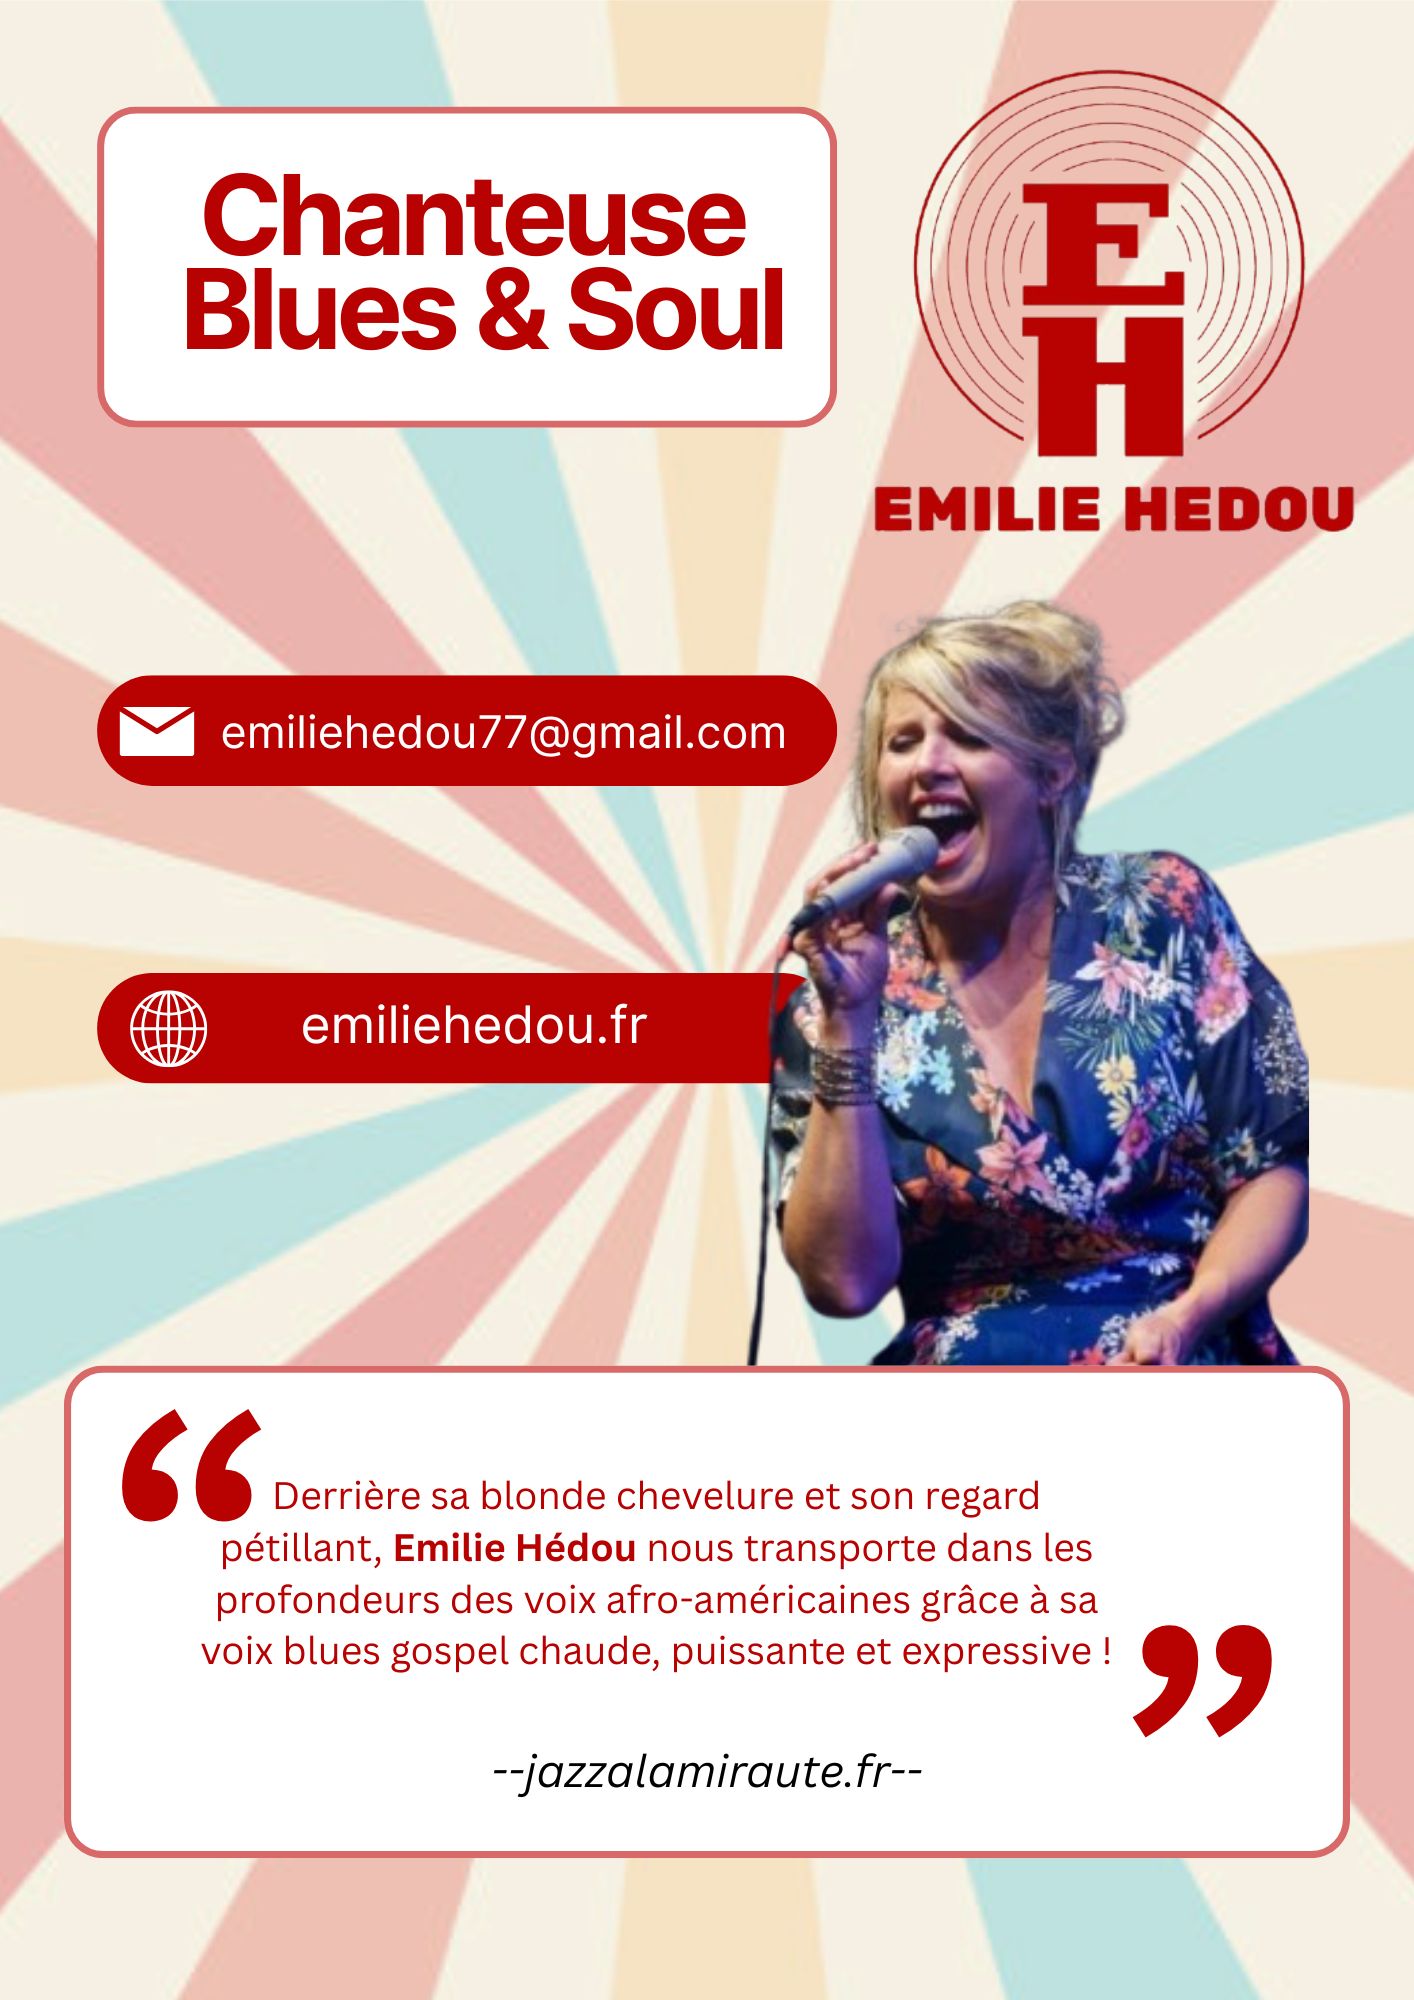 Chanteuse
Blues & Soul
E
H
EMILIE HEDOU
emiliehedou77@gmail.com
emiliehedou.fr
“ Derrière sa blonde chevelure et son regard
pétillant, Emilie Hédou nous transporte dans les
profondeurs des voix afro-américaines grâce à sa
voix blues gospel chaude, puissante et expressive ! ”
--jazzalamiraute.fr--